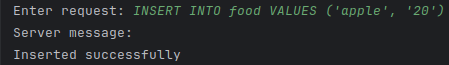 Enter request: INSERT INTO food VALUES ('apple', '20')
Server message:
Inserted successfully